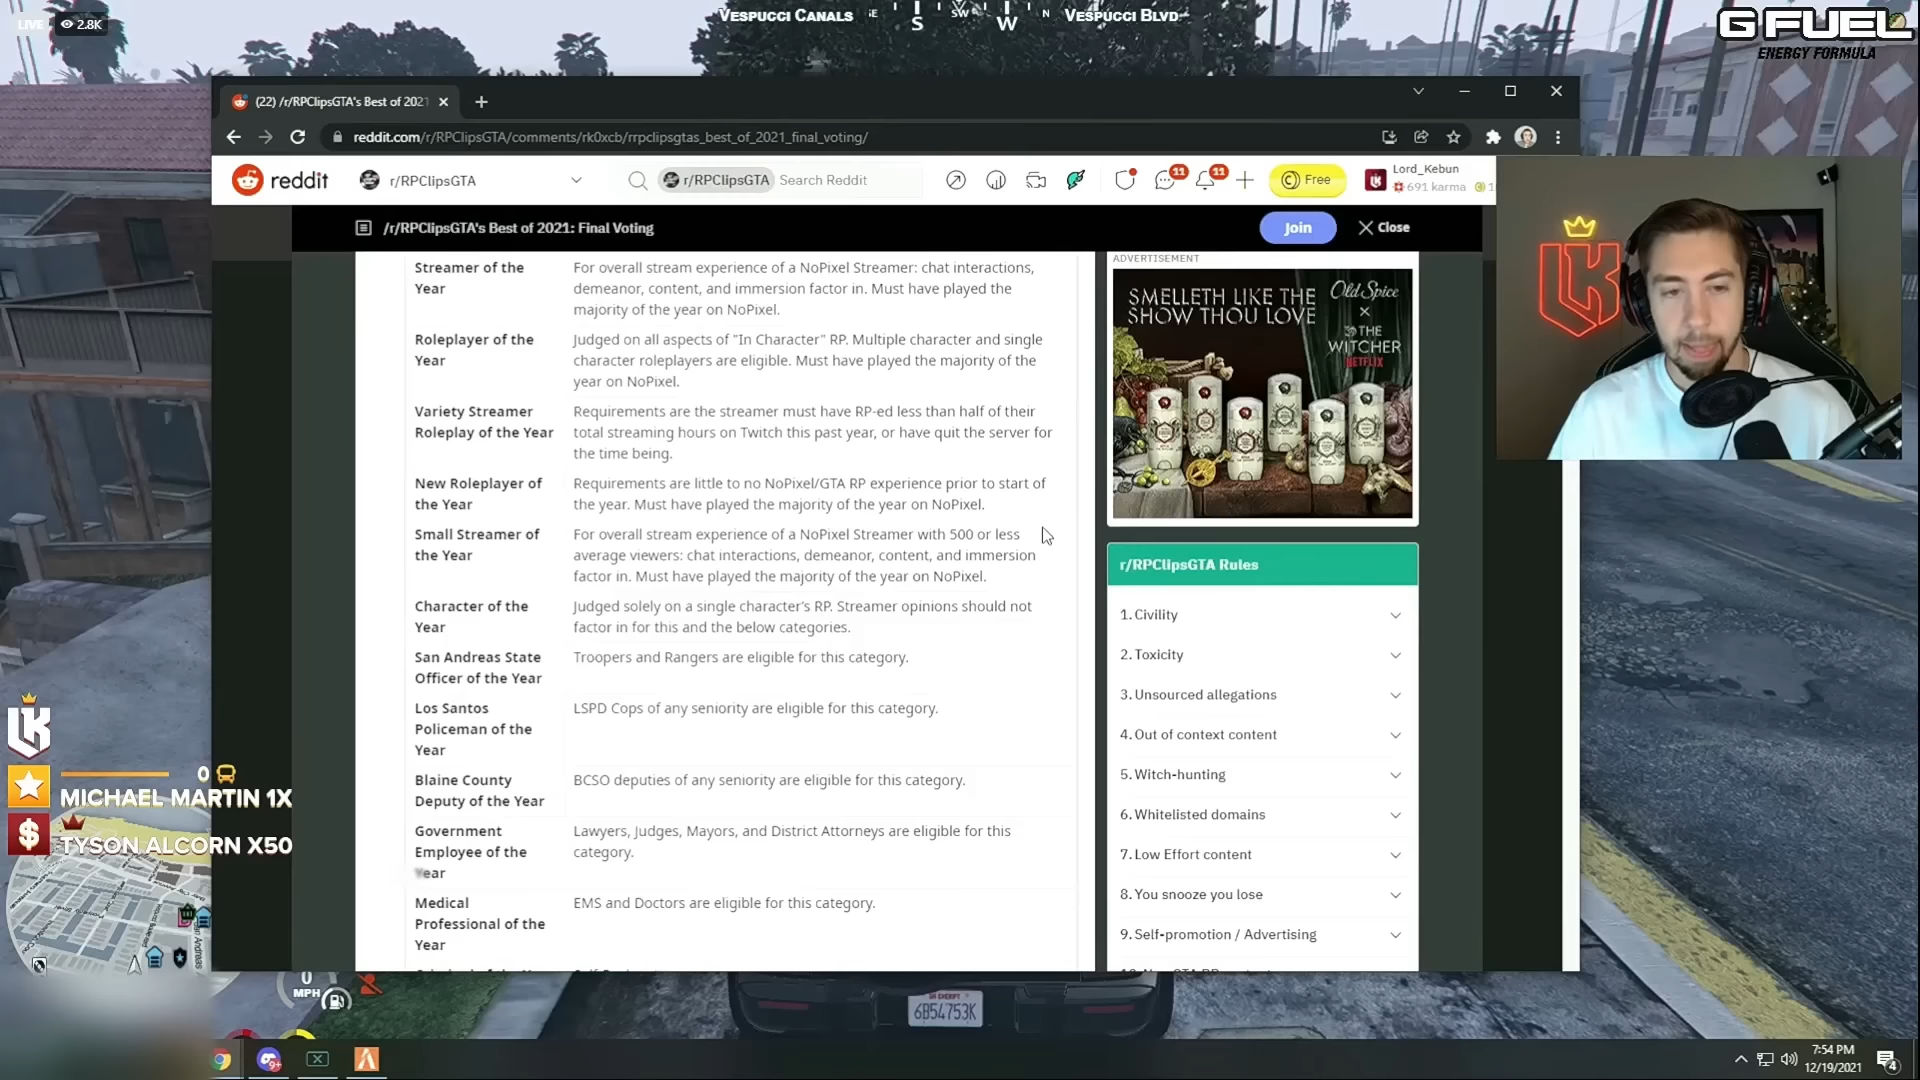 LIVE 2.8K
VESPUCCI CANALS
S
SW
W
N
VESPUCCI BLVD
G FUEL
ENERGY FORMULA
(22) /r/RPClipsGTA's Best of 2021
reddit.com/r/RPClipsGTA/comments/rk0xcb/rrpclipsgtas_best_of_2021_final_voting/
reddit
r/RPClipsGTA
r/RPClipsGTA Search Reddit
11
11
Free
Lord_Kebun
691 karma
/r/RPClipsGTA's Best of 2021: Final Voting
Join
Close
Streamer of the
Year
For overall stream experience of a NoPixel Streamer: chat interactions,
demeanor, content, and immersion factor in. Must have played the
majority of the year on NoPixel.
Roleplayer of the
Year
Judged on all aspects of "In Character" RP. Multiple character and single
character roleplayers are eligible. Must have played the majority of the
year on NoPixel.
Variety Streamer
Roleplay of the Year
Requirements are the streamer must have RP-ed less than half of their
total streaming hours on Twitch this past year, or have quit the server for
the time being.
New Roleplayer of
the Year
Requirements are little to no NoPixel/GTA RP experience prior to start of
the year. Must have played the majority of the year on NoPixel.
Small Streamer of
the Year
For overall stream experience of a NoPixel Streamer with 500 or less
average viewers: chat interactions, demeanor, content, and immersion
factor in. Must have played the majority of the year on NoPixel.
Character of the
Year
Judged solely on a single character's RP. Streamer opinions should not
factor in for this and the below categories.
San Andreas State
Officer of the Year
Troopers and Rangers are eligible for this category.
Los Santos
Policeman of the
Year
LSPD Cops of any seniority are eligible for this category.
Blaine County
Deputy of the Year
BCSO deputies of any seniority are eligible for this category.
Government
Employee of the
Year
Lawyers, Judges, Mayors, and District Attorneys are eligible for this
category.
Medical
Professional of the
Year
EMS and Doctors are eligible for this category.
ADVERTISEMENT
SMELLETH LIKE THE
SHOW THOU LOVE
Old Spice
X
THE
WITCHER
NETFLIX
r/RPClipsGTA Rules
1. Civility
2. Toxicity
3. Unsourced allegations
4. Out of context content
5. Witch-hunting
6. Whitelisted domains
7. Low Effort content
8. You snooze you lose
9. Self-promotion / Advertising
LK
LK
0
MICHAEL MARTIN 1X
$ TYSON ALCORN X50
San Andreas
0
MPH
6B54753K
9+
7:54 PM
12/19/2021
4